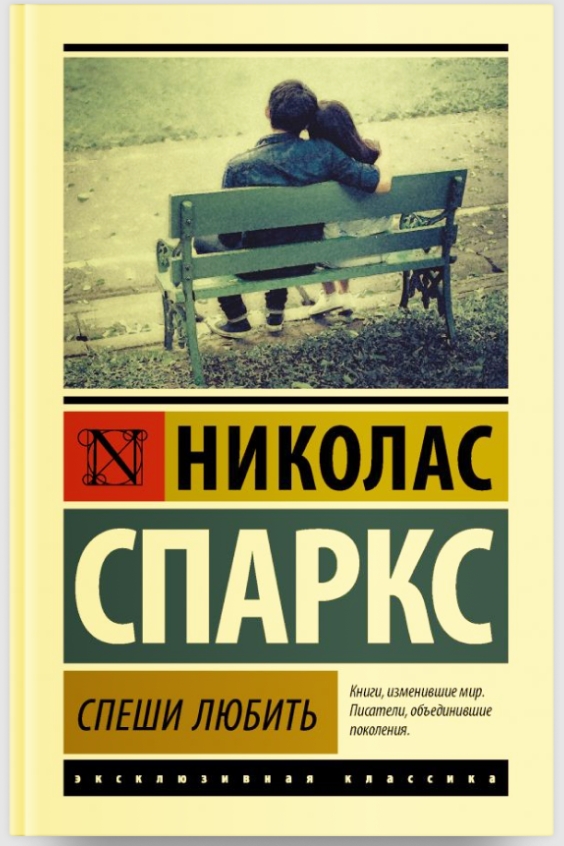 N НИКОЛАС
СПАРКС
СПЕШИ ЛЮБИТЬ
Книги, изменившие мир.
Писатели, объединившие
поколения.
эксклюзивная классика